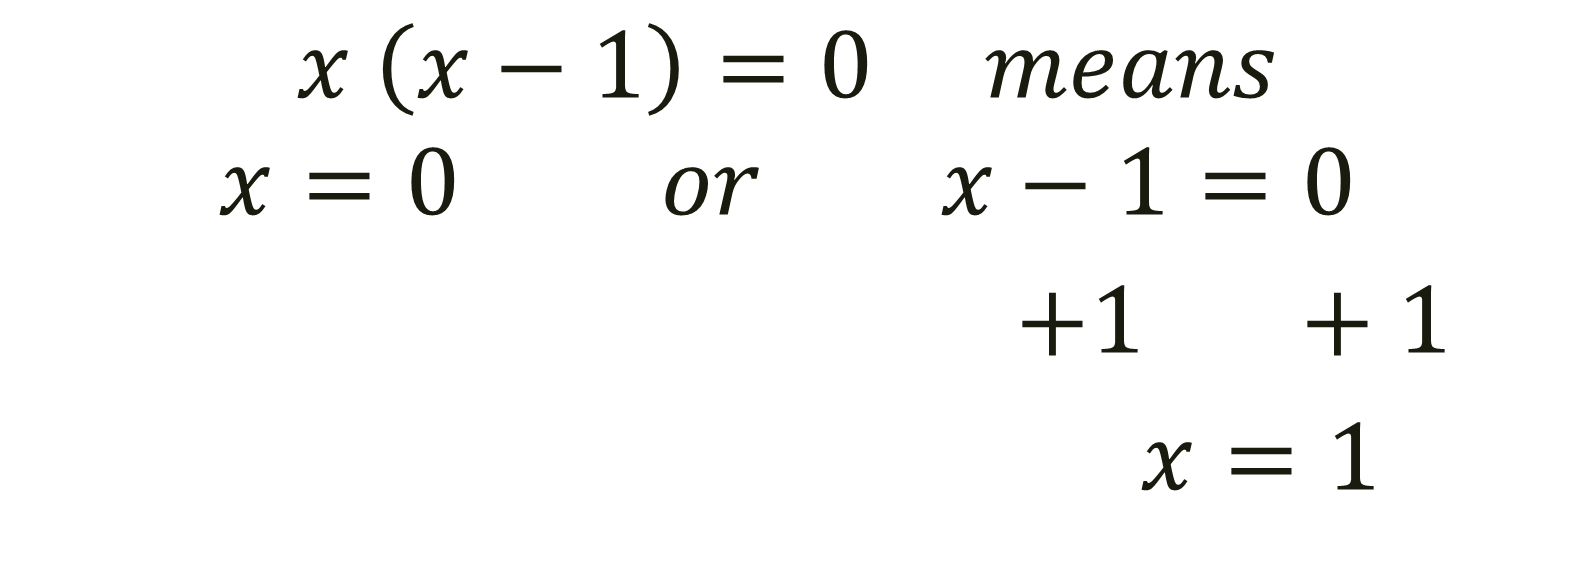 x (x − 1) = 0 means
x = 0 or x − 1 = 0
+1 + 1
x = 1